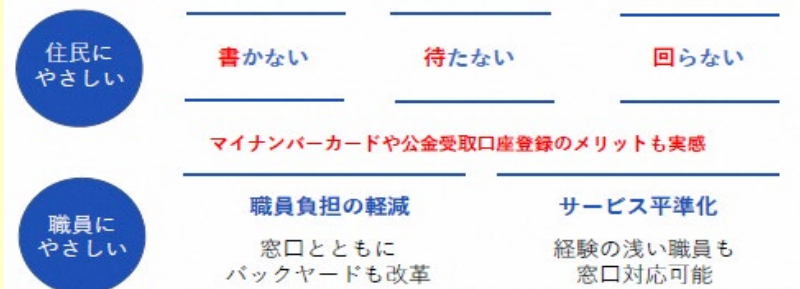 住民に
やさしい
書かない
待たない
回らない
マイナンバーカードや公金受取口座登録のメリットも実感
職員に
やさしい
職員負担の軽減
窓口とともに
バックヤードも改革
サービス平準化
経験の浅い職員も
窓口対応可能